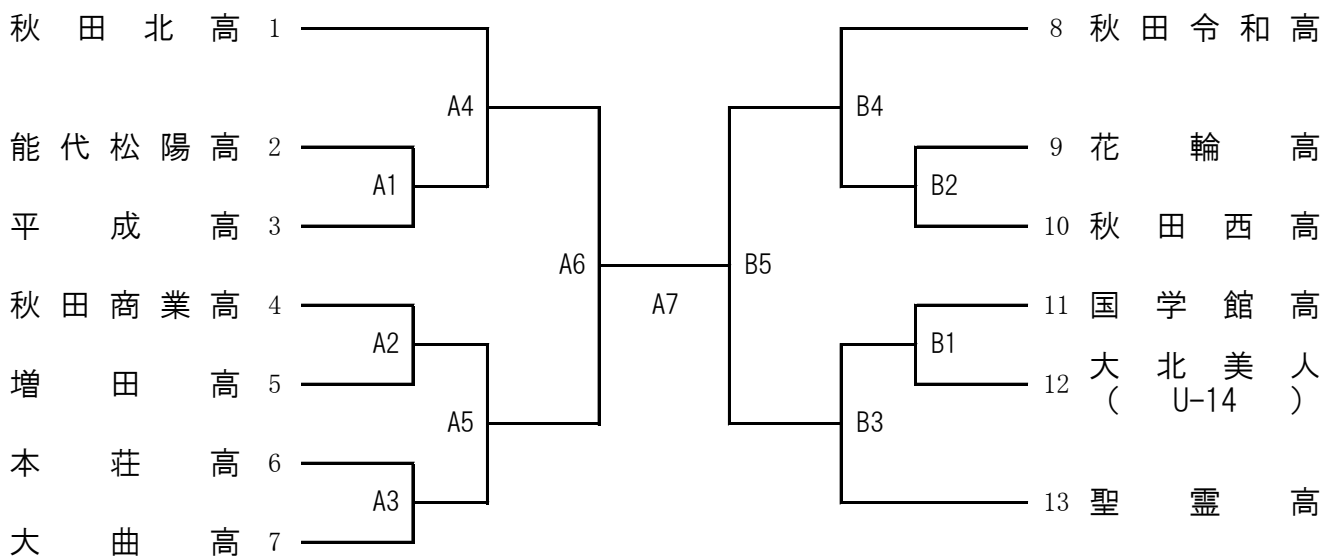 秋田北高 1
A4
能代松陽高 2
A1
平成高 3
A6
秋田商業高 4
A2
増田高 5
A5
本荘高 6
A3
大曲高 7
A7
8 秋田令和高
B4
9 花輪高
B2
10 秋田西高
B5
11 国学館高
B1
12 大北美人
( U-14 )
B3
13 聖霊高